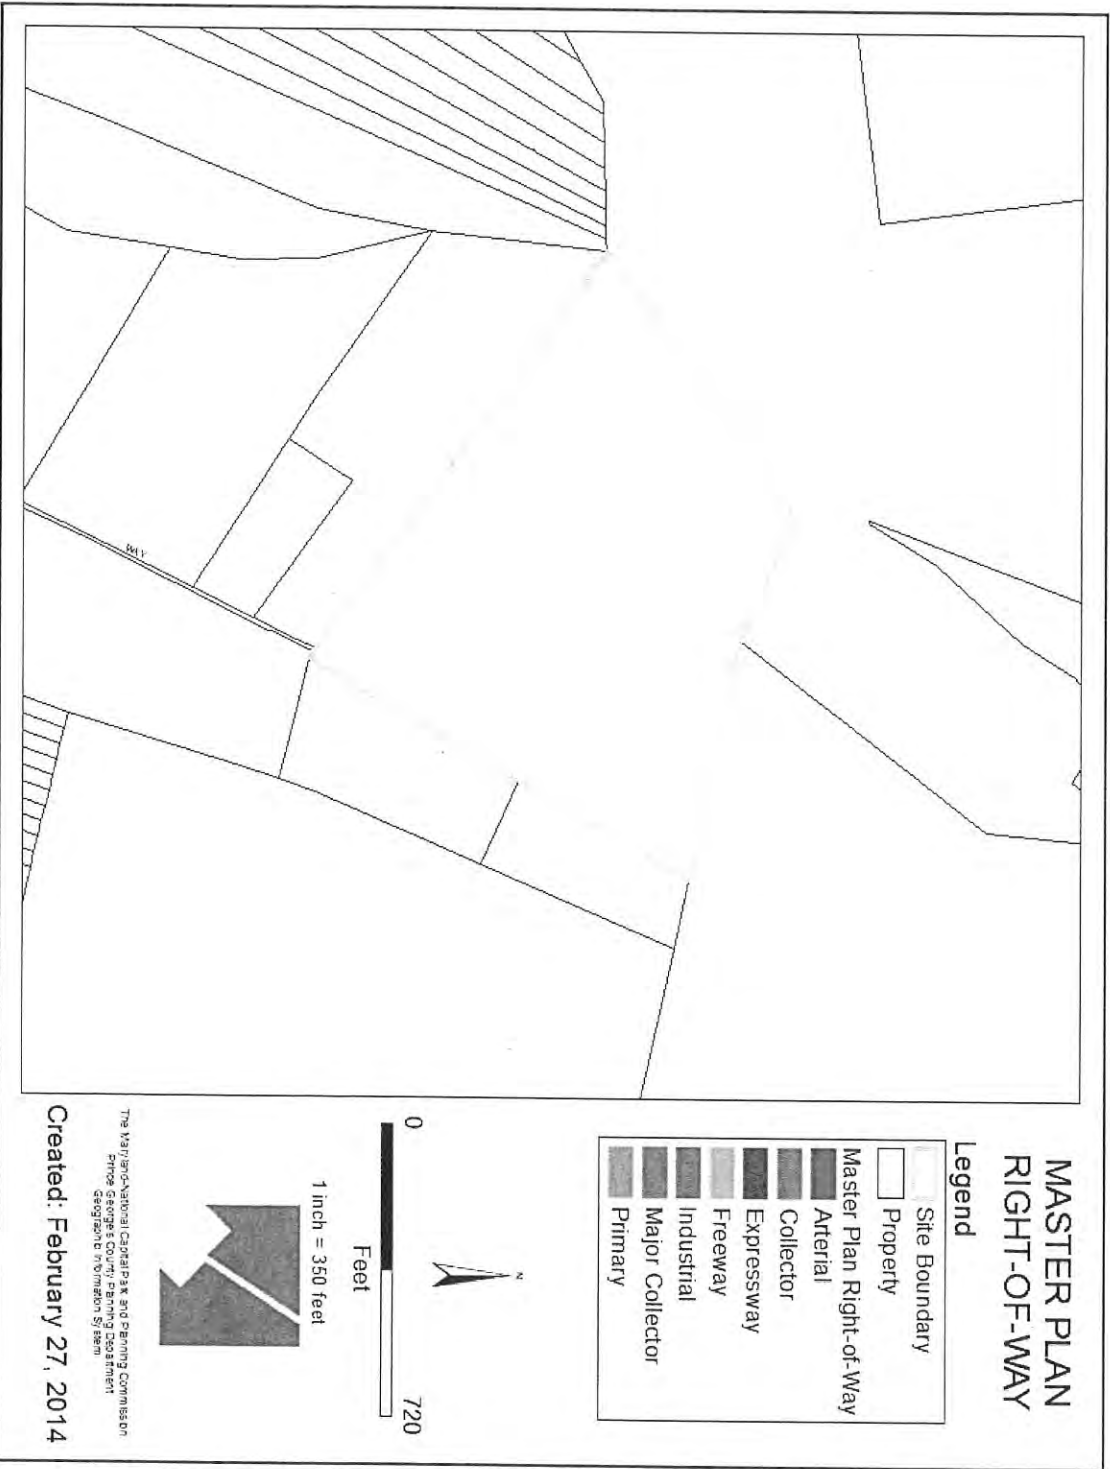 MASTER PLAN
RIGHT-OF-WAY
Legend
Site Boundary
Property
Master Plan Right-of-Way
Arterial
Collector
Expressway
Freeway
Industrial
Major Collector
Primary
N
0 720
Feet
1 inch = 350 feet
The Maryland-National Capital Park and Planning Commission
Prince George's County Planning Department
Geographic Information System
Created: February 27, 2014
WAY